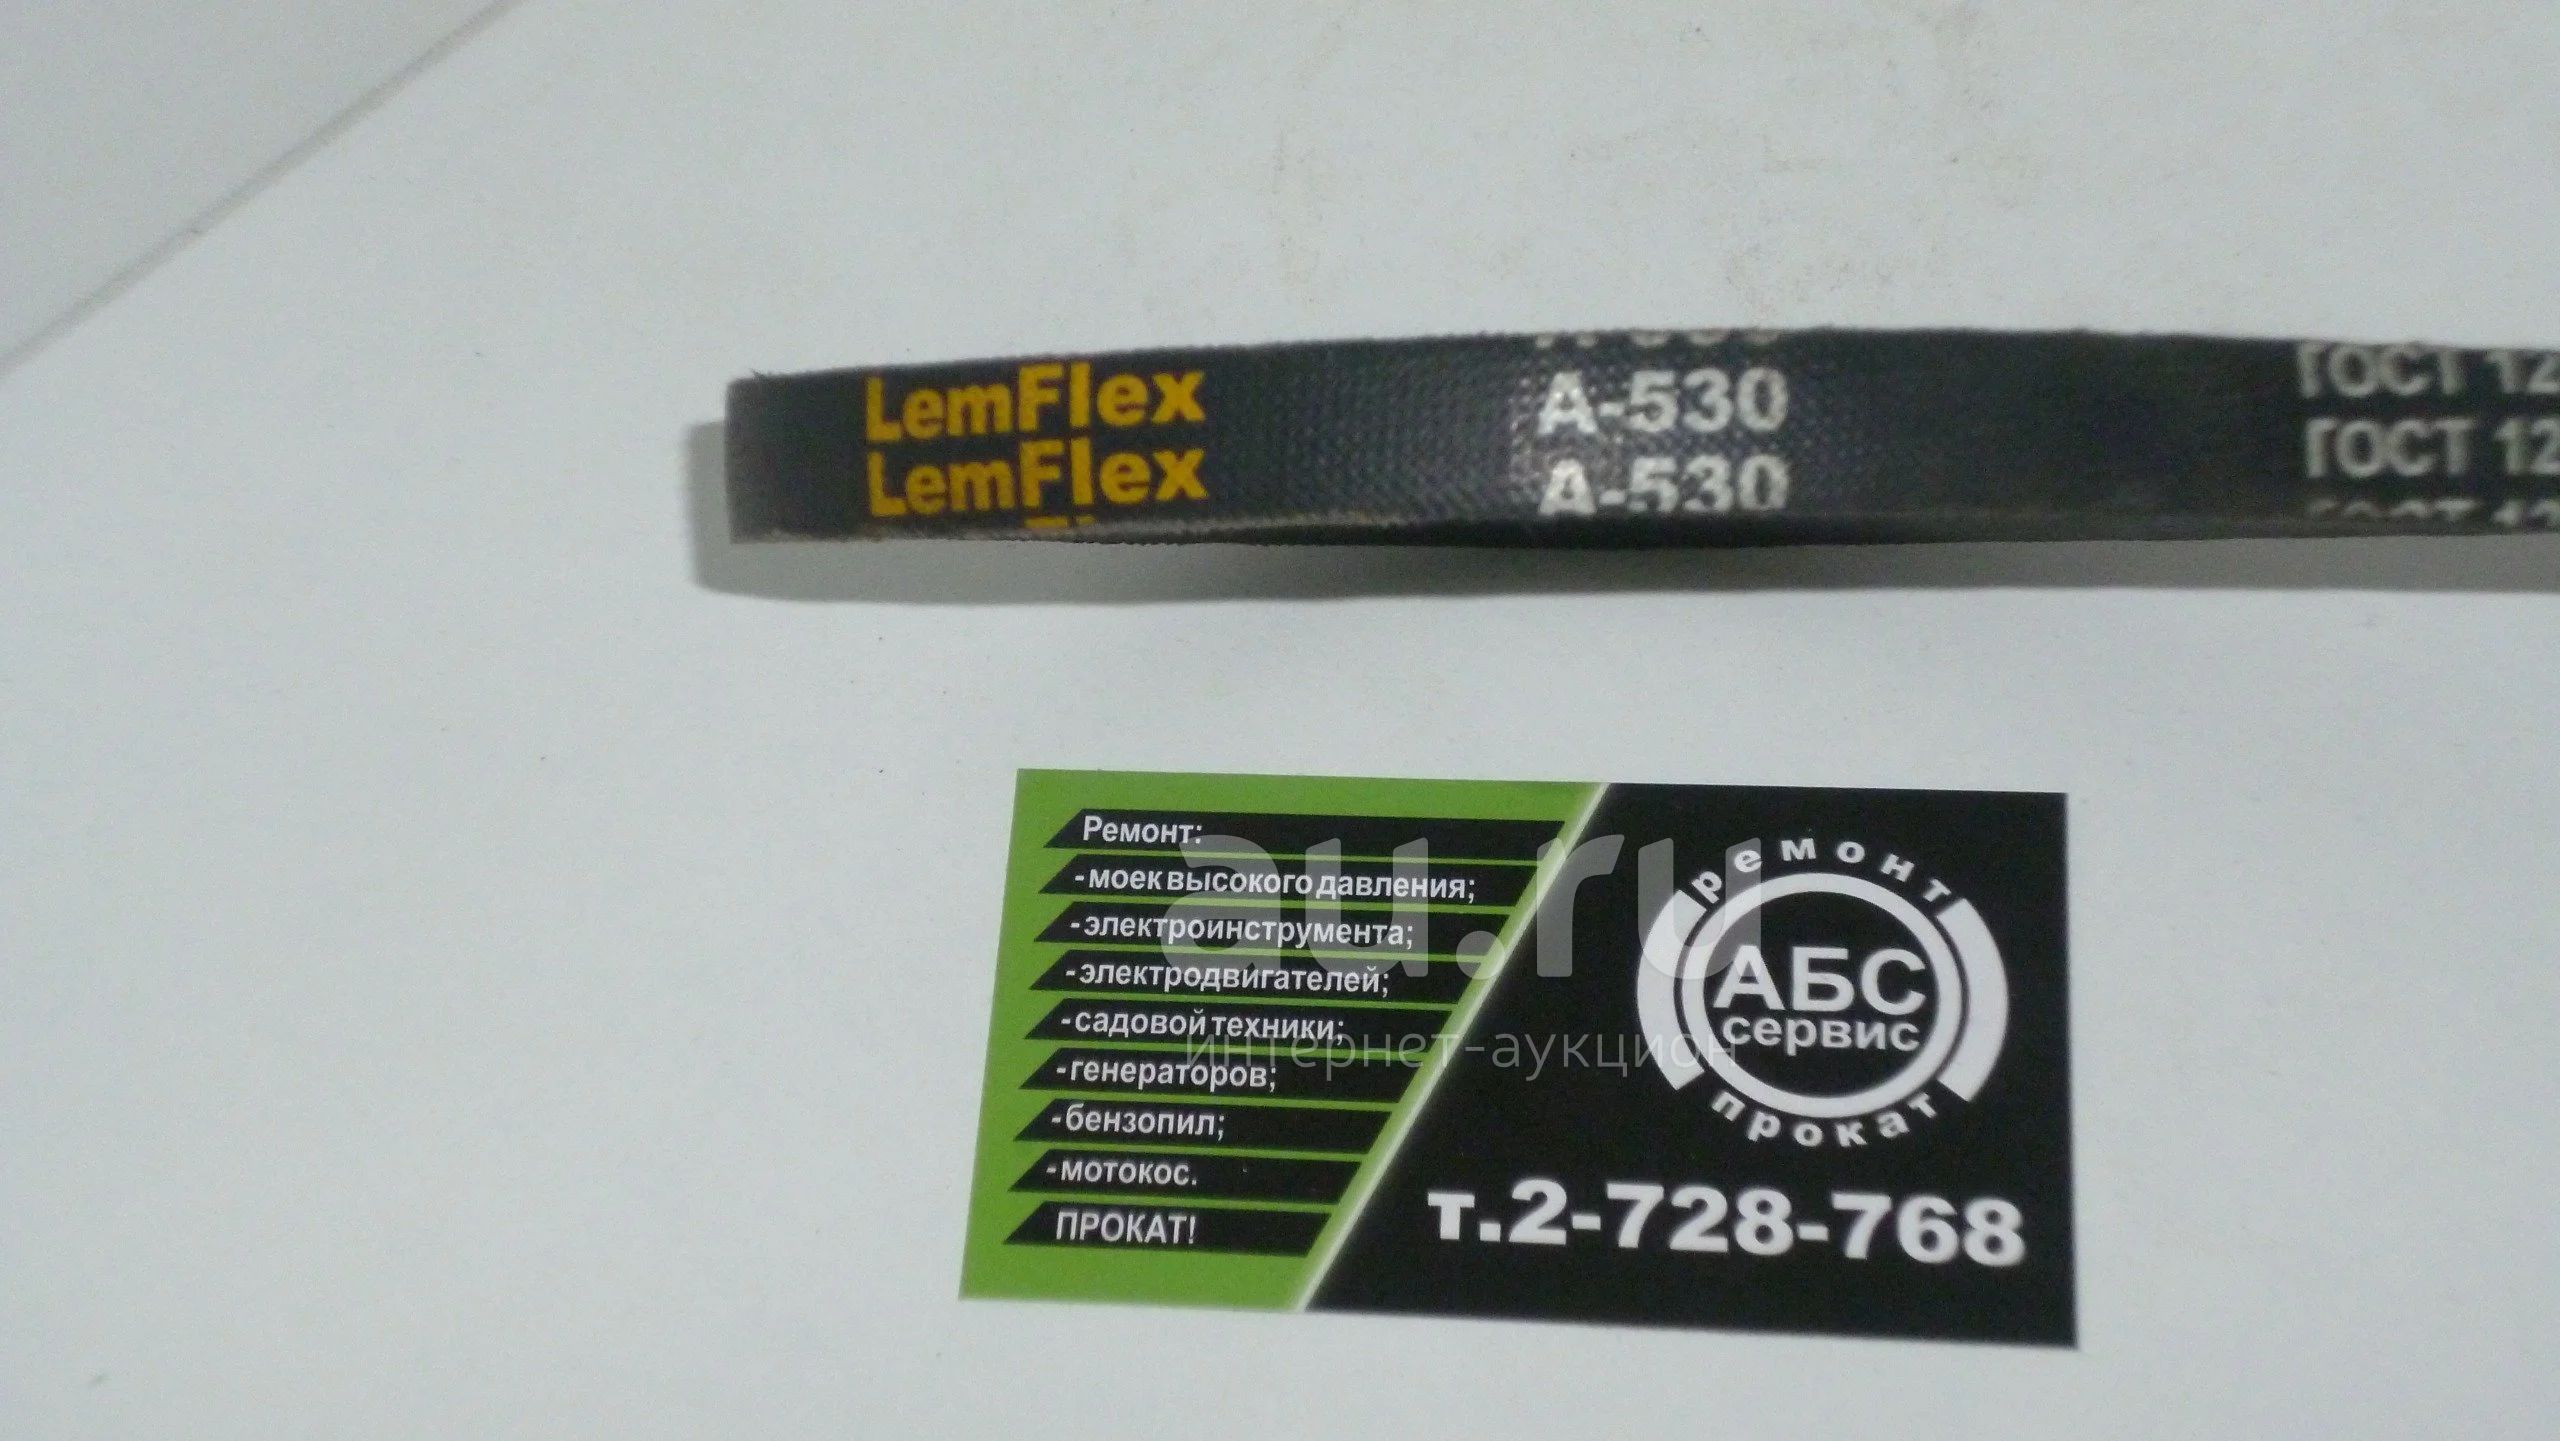 LemFlex
LemFlex
А-530
А-530
ГОСТ 12
ГОСТ 12
Ремонт:
-моек высокого давления;
-электроинструмента;
-электродвигателей;
-садовой техники;
-генераторов;
-бензопил;
-мотокос.
ПРОКАТ!
ремонт
АБС
сервис
прокат
т.2-728-768
au.ru
интернет-аукцион